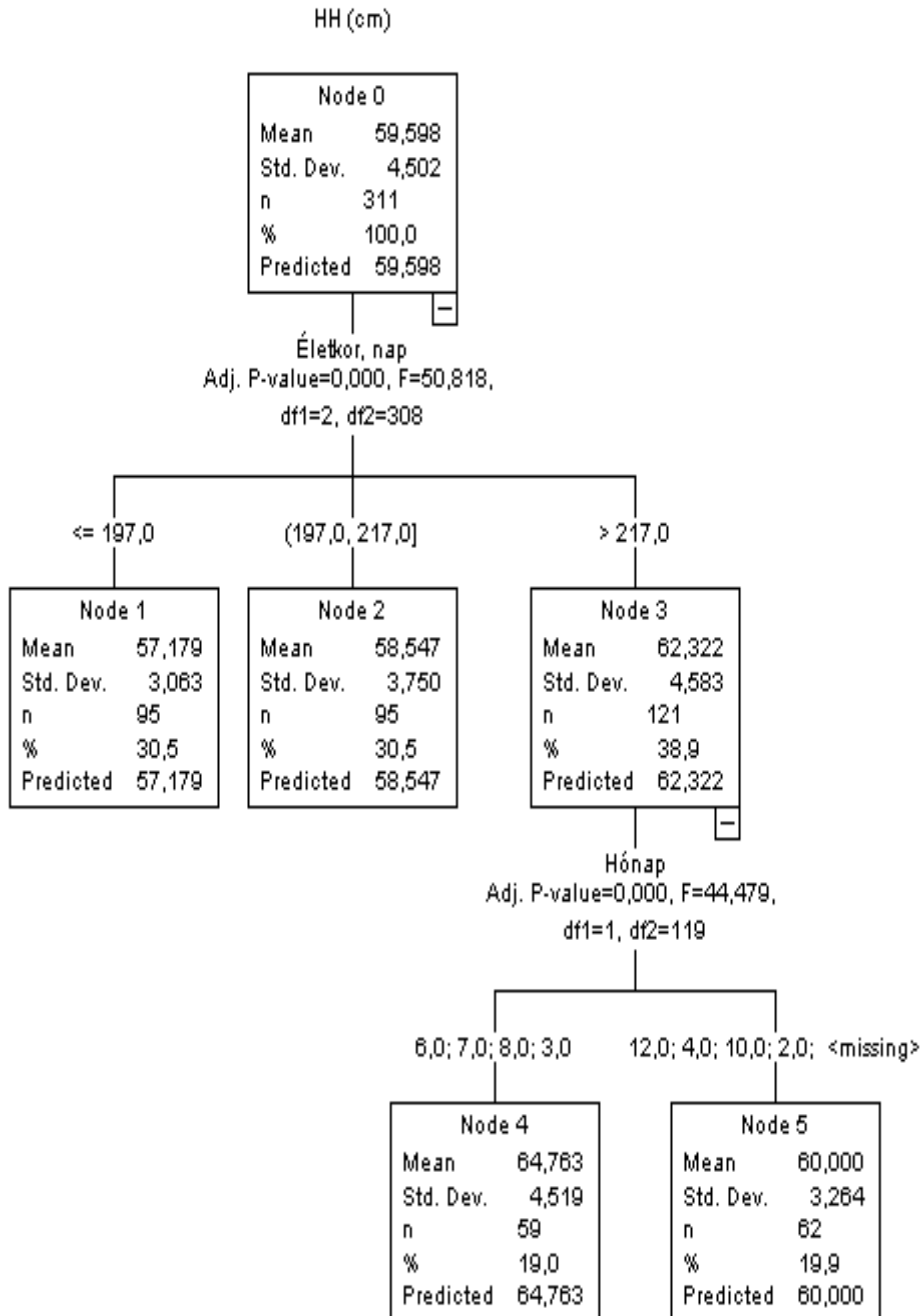 HH (cm)
Node 0
Mean 59,598
Std. Dev. 4,502
n 311
% 100,0
Predicted 59,598
Életkor, nap
Adj. P-value=0,000, F=50,818,
df1=2, df2=308
<= 197,0
(197,0, 217,0]
> 217,0
Node 1
Mean 57,179
Std. Dev. 3,063
n 95
% 30,5
Predicted 57,179
Node 2
Mean 58,547
Std. Dev. 3,750
n 95
% 30,5
Predicted 58,547
Node 3
Mean 62,322
Std. Dev. 4,583
n 121
% 38,9
Predicted 62,322
Hónap
Adj. P-value=0,000, F=44,479,
df1=1, df2=119
6,0; 7,0; 8,0; 3,0
12,0; 4,0; 10,0; 2,0; <missing>
Node 4
Mean 64,763
Std. Dev. 4,519
n 59
% 19,0
Predicted 64,763
Node 5
Mean 60,000
Std. Dev. 3,264
n 62
% 19,9
Predicted 60,000